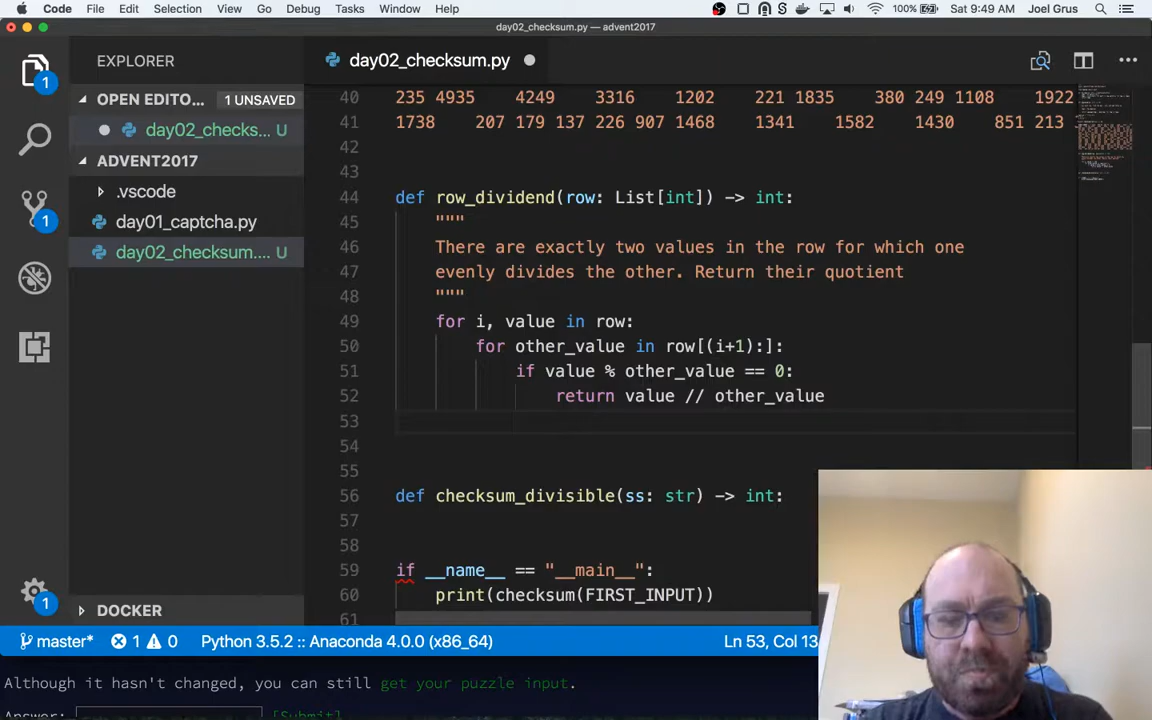 Code File Edit Selection View Go Debug Tasks Window Help 100% Sat 9:49 AM Joel Grus
day02_checksum.py — advent2017
EXPLORER
day02_checksum.py
OPEN EDITO... 1 UNSAVED
day02_checks... U
ADVENT2017
.vscode
day01_captcha.py
day02_checksum.... U
DOCKER
1
1
1
40 235 4935 4249 3316 1202 221 1835 380 249 1108 1922
41 1738 207 179 137 226 907 1468 1341 1582 1430 851 213
42
43
44 def row_dividend(row: List[int]) -> int:
45 """
46 There are exactly two values in the row for which one
47 evenly divides the other. Return their quotient
48 """
49 for i, value in row:
50 for other_value in row[(i+1):]:
51 if value % other_value == 0:
52 return value // other_value
53
54
55
56 def checksum_divisible(ss: str) -> int:
57
58
59 if __name__ == "__main__":
60 print(checksum(FIRST_INPUT))
61
master* 1 0 Python 3.5.2 :: Anaconda 4.0.0 (x86_64) Ln 53, Col 13
Although it hasn't changed, you can still get your puzzle input.
Answer: [Submit]